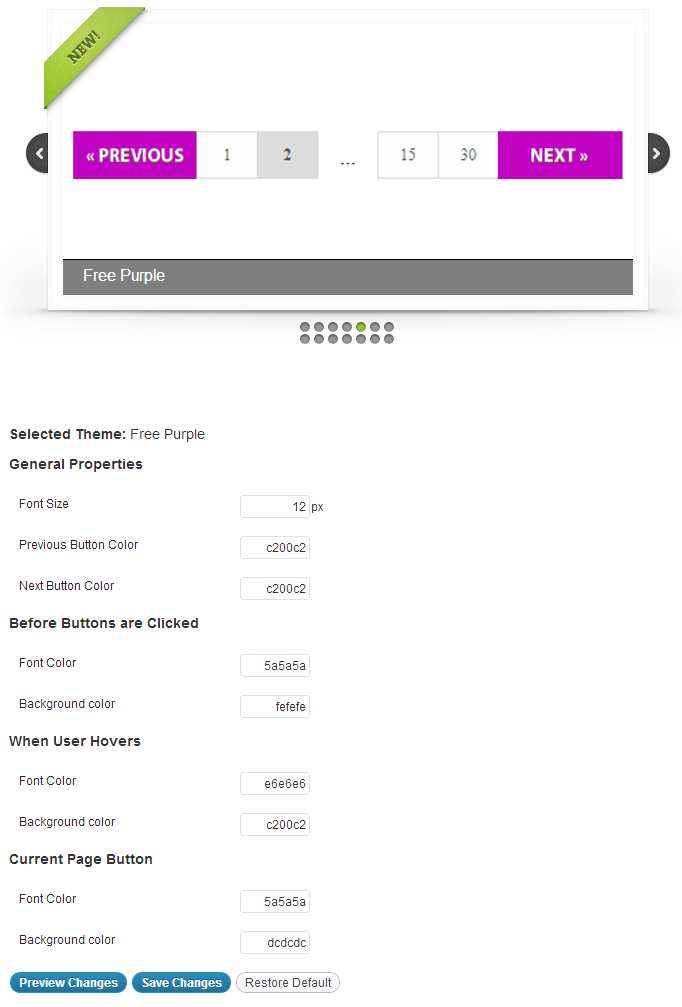 NEW!
« PREVIOUS 1 2 ... 15 30 NEXT »
Free Purple
Selected Theme: Free Purple
General Properties
Font Size 12 px
Previous Button Color c200c2
Next Button Color c200c2
Before Buttons are Clicked
Font Color 5a5a5a
Background color fefefe
When User Hovers
Font Color e6e6e6
Background color c200c2
Current Page Button
Font Color 5a5a5a
Background color dcdcdc
Preview Changes Save Changes Restore Default